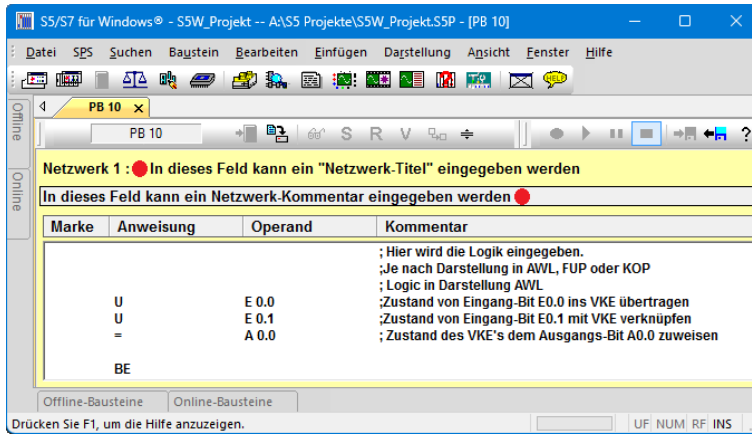 S5/S7 für Windows® - S5W_Projekt -- A:\S5 Projekte\S5W_Projekt.S5P - [PB 10]
Datei SPS Suchen Baustein Bearbeiten Einfügen Darstellung Ansicht Fenster Hilfe
HELP
Offline
Online
PB 10 x
PB 10 S R V ?
Netzwerk 1 : In dieses Feld kann ein "Netzwerk-Titel" eingegeben werden
In dieses Feld kann ein Netzwerk-Kommentar eingegeben werden
Marke Anweisung Operand Kommentar
; Hier wird die Logik eingegeben.
;Je nach Darstellung in AWL, FUP oder KOP
; Logic in Darstellung AWL
U E 0.0 ;Zustand von Eingang-Bit E0.0 ins VKE übertragen
U E 0.1 ;Zustand von Eingang-Bit E0.1 mit VKE verknüpfen
= A 0.0 ; Zustand des VKE's dem Ausgangs-Bit A0.0 zuweisen
BE
Offline-Bausteine Online-Bausteine
Drücken Sie F1, um die Hilfe anzuzeigen. UF NUM RF INS